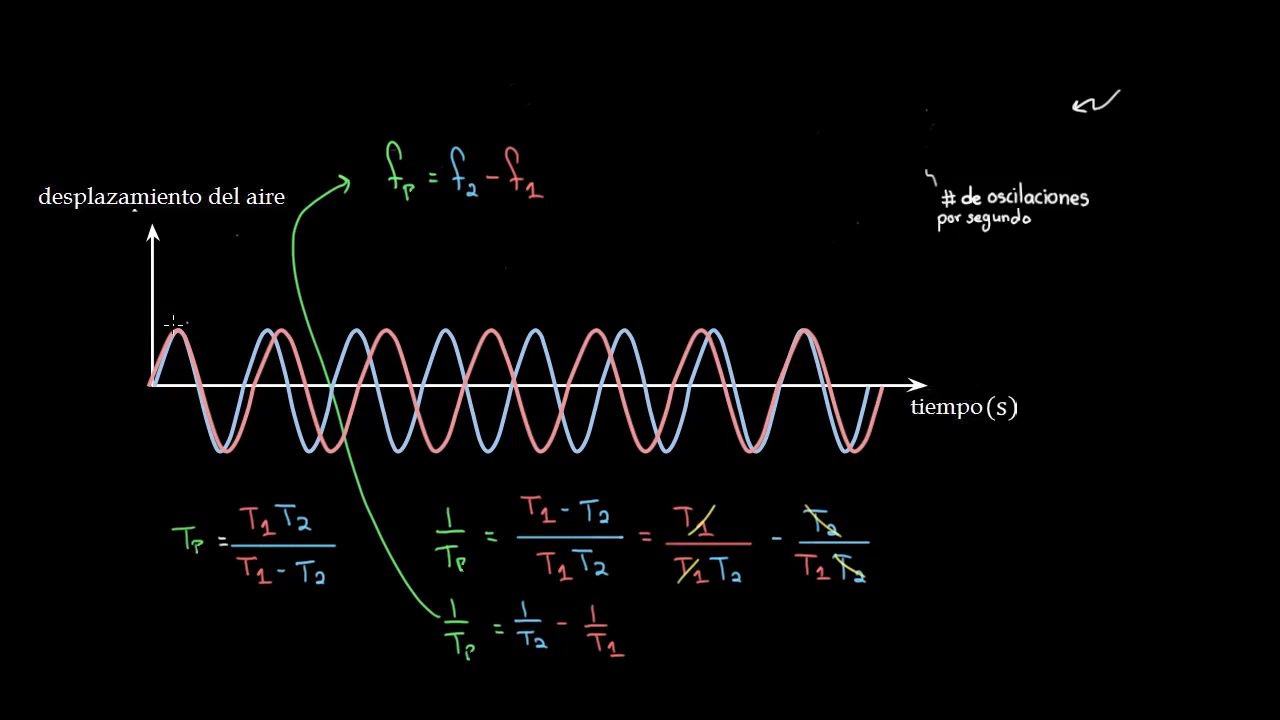 fₚ = f₂ - f₁
# de oscilaciones
por segundo
desplazamiento del aire
tiempo(s)
Tₚ = T₁T₂ / (T₁ - T₂)
1/Tₚ = (T₁ - T₂) / (T₁T₂) = T₁ / (T₁T₂) - T₂ / (T₁T₂)
1/Tₚ = 1/T₂ - 1/T₁